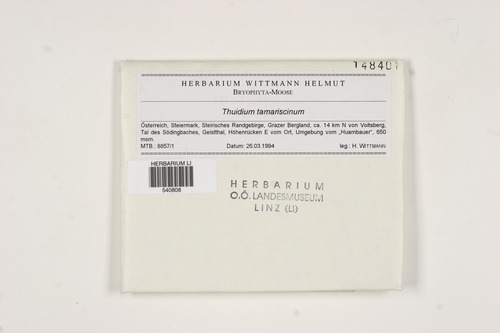 148401
HERBARIUM WITTMANN HELMUT
BRYOPHYTA-MOOSE
Thuidium tamariscinum
Österreich, Steiermark, Steirisches Randgebirge, Grazer Bergland, ca. 14 km N von Voitsberg,
Tal des Södingbaches, Geistthal, Höhenrücken E vom Ort, Umgebung vom „Huambauer", 650
msm
MTB.: 8857/1 Datum: 26.03.1994 leg.: H. WITTMANN
HERBARIUM LI
540808
HERBARIUM
O.Ö. LANDESMUSEUM
LINZ (LI)